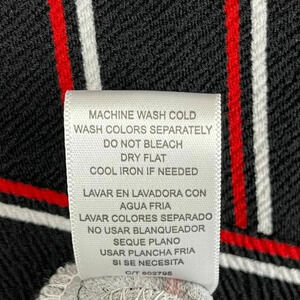 MACHINE WASH COLD
WASH COLORS SEPARATELY
DO NOT BLEACH
DRY FLAT
COOL IRON IF NEEDED
LAVAR EN LAVADORA CON
AGUA FRIA
LAVAR COLORES SEPARADO
NO USAR BLANQUEADOR
SEQUE PLANO
USAR PLANCHA FRIA
SI SE NECESITA
C/T 602795